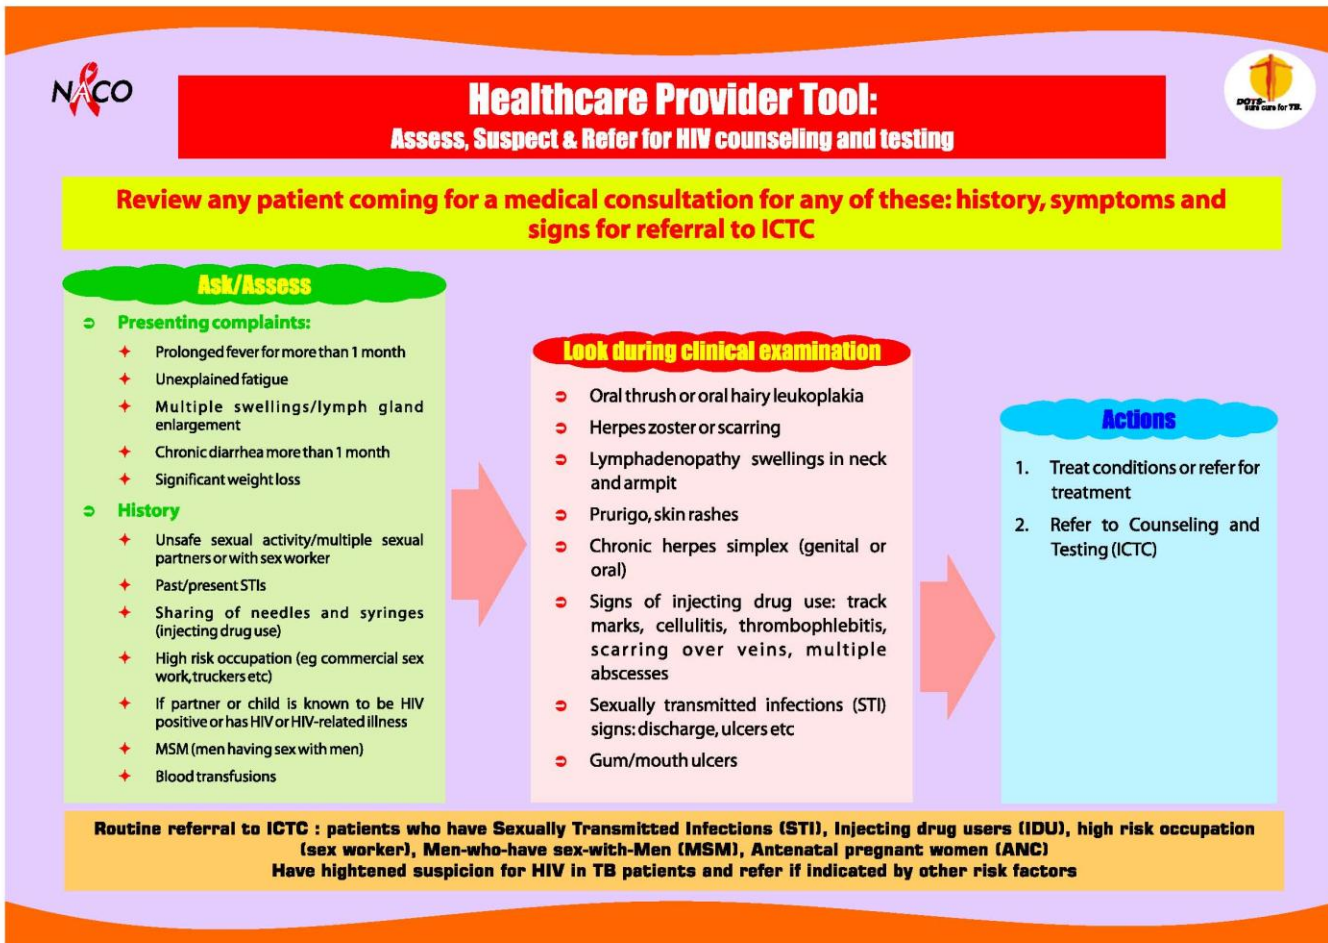 NACO
DOTS-
sure cure for TB.
Healthcare Provider Tool:
Assess, Suspect & Refer for HIV counseling and testing
Review any patient coming for a medical consultation for any of these: history, symptoms and
signs for referral to ICTC
Ask/Assess
Presenting complaints:
Prolonged fever for more than 1 month
Unexplained fatigue
Multiple swellings/lymph gland
enlargement
Chronic diarrhea more than 1 month
Significant weight loss
History
Unsafe sexual activity/multiple sexual
partners or with sex worker
Past/present STIs
Sharing of needles and syringes
(injecting drug use)
High risk occupation (eg commercial sex
work, truckers etc)
If partner or child is known to be HIV
positive or has HIV or HIV-related illness
MSM (men having sex with men)
Blood transfusions
Look during clinical examination
Oral thrush or oral hairy leukoplakia
Herpes zoster or scarring
Lymphadenopathy swellings in neck
and armpit
Prurigo, skin rashes
Chronic herpes simplex (genital or
oral)
Signs of injecting drug use: track
marks, cellulitis, thrombophlebitis,
scarring over veins, multiple
abscesses
Sexually transmitted infections (STI)
signs: discharge, ulcers etc
Gum/mouth ulcers
Actions
1. Treat conditions or refer for
treatment
2. Refer to Counseling and
Testing (ICTC)
Routine referral to ICTC : patients who have Sexually Transmitted Infections (STI), Injecting drug users (IDU), high risk occupation
(sex worker), Men-who-have sex-with-Men (MSM), Antenatal pregnant women (ANC)
Have hightened suspicion for HIV in TB patients and refer if indicated by other risk factors